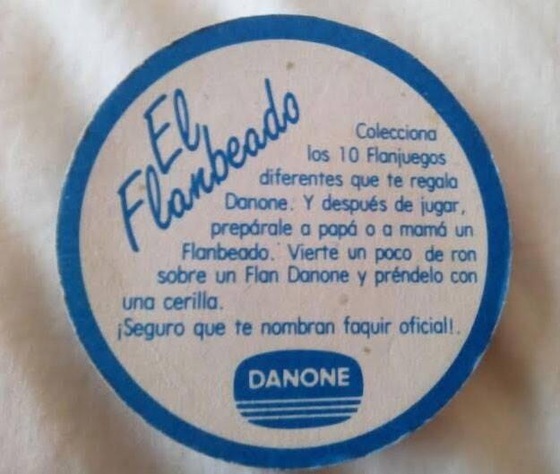 El
Flanbeado
Colecciona
los 10 Flanjuegos
diferentes que te regala
Danone. Y después de jugar,
prepárale a papá o a mamá un
Flanbeado. Vierte un poco de ron
sobre un Flan Danone y préndelo con
una cerilla.
¡Seguro que te nombran faquir oficial!.
DANONE